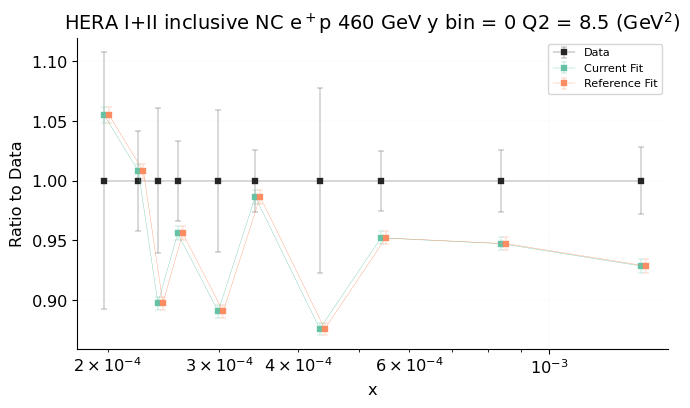 HERA I+II inclusive NC e⁺p 460 GeV y bin = 0 Q2 = 8.5 (GeV²)
Data
Current Fit
Reference Fit
Ratio to Data
1.10
1.05
1.00
0.95
0.90
2 × 10⁻⁴
3 × 10⁻⁴
4 × 10⁻⁴
6 × 10⁻⁴
10⁻³
x